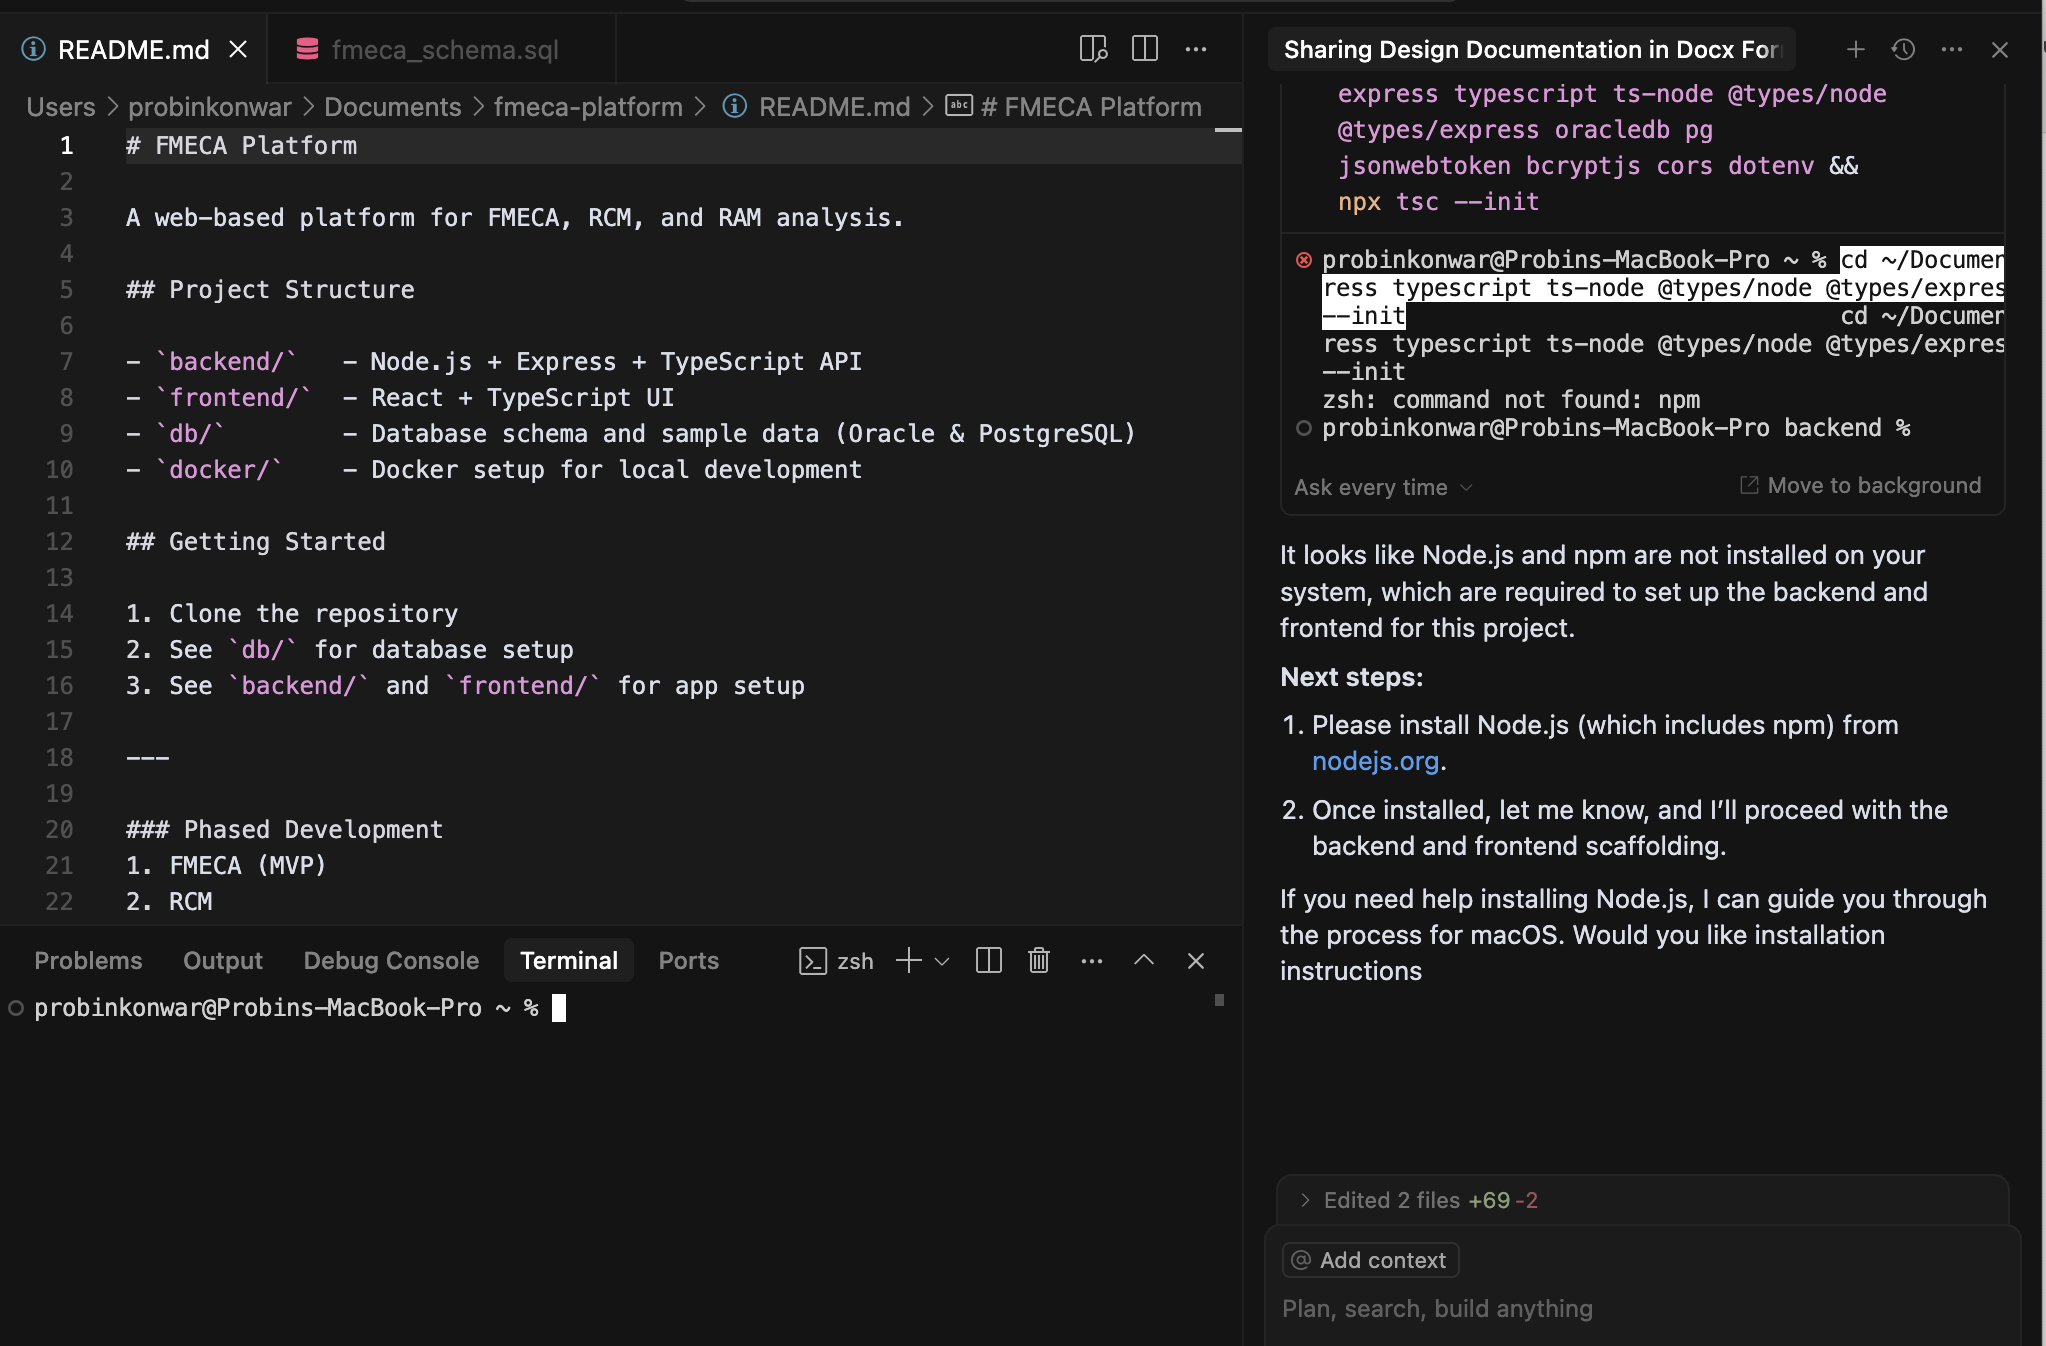 README.md
fmeca_schema.sql
Users > probinkonwar > Documents > fmeca-platform > README.md > abc # FMECA Platform
1 # FMECA Platform
2
3 A web-based platform for FMECA, RCM, and RAM analysis.
4
5 ## Project Structure
6
7 - `backend/` - Node.js + Express + TypeScript API
8 - `frontend/` - React + TypeScript UI
9 - `db/` - Database schema and sample data (Oracle & PostgreSQL)
10 - `docker/` - Docker setup for local development
11
12 ## Getting Started
13
14 1. Clone the repository
15 2. See `db/` for database setup
16 3. See `backend/` and `frontend/` for app setup
17
18 ---
19
20 ### Phased Development
21 1. FMECA (MVP)
22 2. RCM
Problems Output Debug Console Terminal Ports
zsh
probinkonwar@Probins-MacBook-Pro ~ %
Sharing Design Documentation in Docx For
express typescript ts-node @types/node
@types/express oracledb pg
jsonwebtoken bcryptjs cors dotenv &&
npx tsc --init
probinkonwar@Probins-MacBook-Pro ~ % cd ~/Documen
ress typescript ts-node @types/node @types/expres
--init cd ~/Documen
ress typescript ts-node @types/node @types/expres
--init
zsh: command not found: npm
probinkonwar@Probins-MacBook-Pro backend %
Ask every time
Move to background
It looks like Node.js and npm are not installed on your
system, which are required to set up the backend and
frontend for this project.
Next steps:
1. Please install Node.js (which includes npm) from
nodejs.org.
2. Once installed, let me know, and I’ll proceed with the
backend and frontend scaffolding.
If you need help installing Node.js, I can guide you through
the process for macOS. Would you like installation
instructions
Edited 2 files +69 -2
@ Add context
Plan, search, build anything